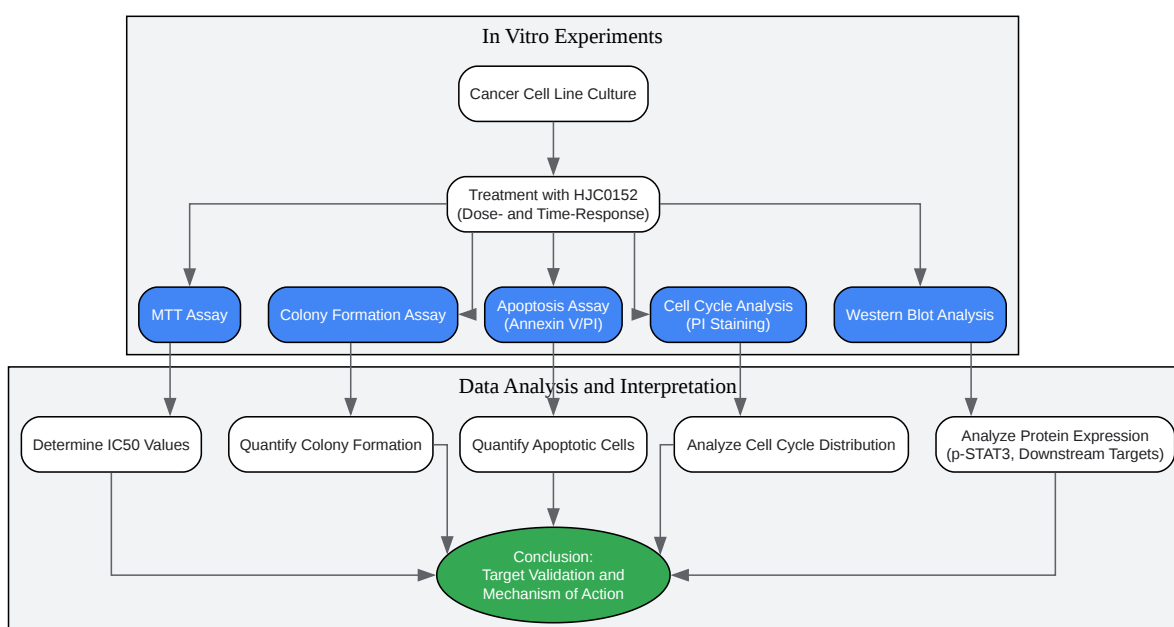 In Vitro Experiments
Cancer Cell Line Culture
Treatment with HJC0152
(Dose- and Time-Response)
MTT Assay
Colony Formation Assay
Apoptosis Assay
(Annexin V/PI)
Cell Cycle Analysis
(PI Staining)
Western Blot Analysis
Data Analysis and Interpretation
Determine IC50 Values
Quantify Colony Formation
Quantify Apoptotic Cells
Analyze Cell Cycle Distribution
Analyze Protein Expression
(p-STAT3, Downstream Targets)
Conclusion:
Target Validation and
Mechanism of Action